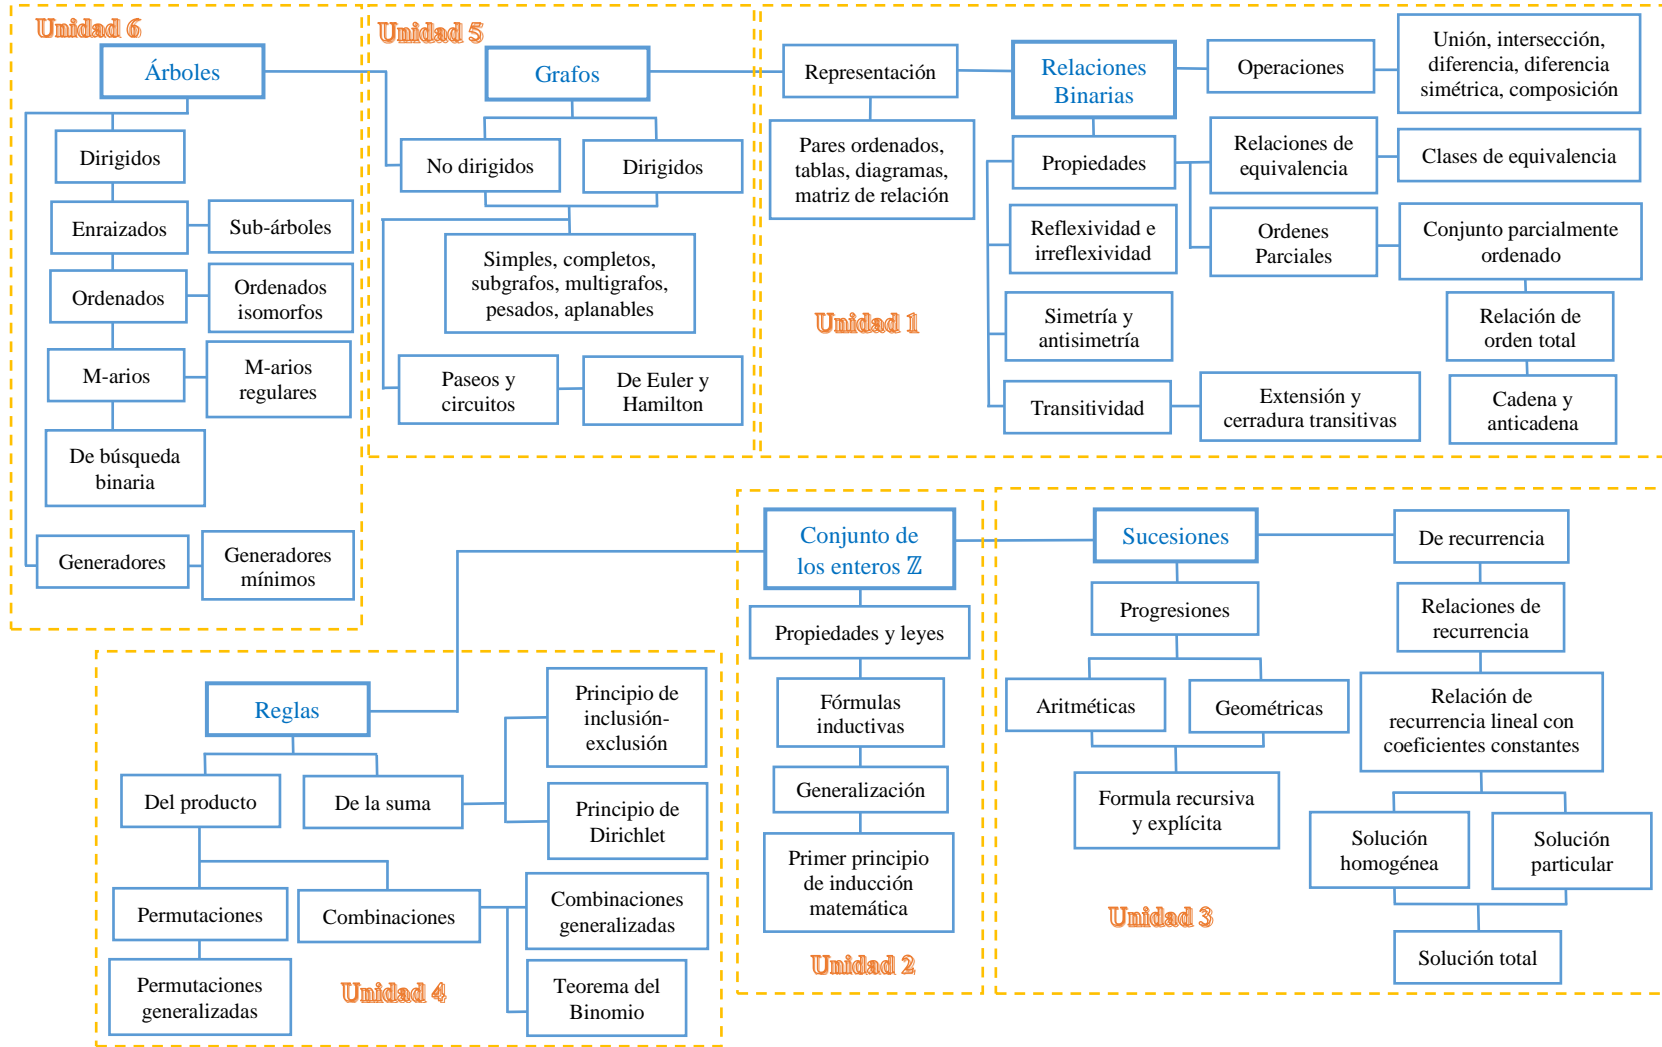 Unidad 6
Árboles
Dirigidos
Enraizados
Sub-árboles
Ordenados
Ordenados
isomorfos
M-arios
M-arios
regulares
De búsqueda
binaria
Generadores
Generadores
mínimos
Unidad 5
Grafos
No dirigidos
Dirigidos
Simples, completos,
subgrafos, multigrafos,
pesados, aplanables
Paseos y
circuitos
De Euler y
Hamilton
Representación
Pares ordenados,
tablas, diagramas,
matriz de relación
Relaciones
Binarias
Operaciones
Unión, intersección,
diferencia, diferencia
simétrica, composición
Propiedades
Relaciones de
equivalencia
Clases de equivalencia
Reflexividad e
irreflexividad
Ordenes
Parciales
Conjunto parcialmente
ordenado
Unidad 1
Simetría y
antisimetría
Relación de
orden total
Transitividad
Extensión y
cerradura transitivas
Cadena y
anticadena
Reglas
Principio de
inclusión-
exclusión
Del producto
De la suma
Principio de
Dirichlet
Permutaciones
Combinaciones
Combinaciones
generalizadas
Permutaciones
generalizadas
Unidad 4
Teorema del
Binomio
Conjunto de
los enteros ℤ
Propiedades y leyes
Fórmulas
inductivas
Generalización
Primer principio
de inducción
matemática
Unidad 2
Sucesiones
De recurrencia
Progresiones
Relaciones de
recurrencia
Aritméticas
Geométricas
Relación de
recurrencia lineal con
coeficientes constantes
Formula recursiva
y explícita
Solución
homogénea
Solución
particular
Unidad 3
Solución total